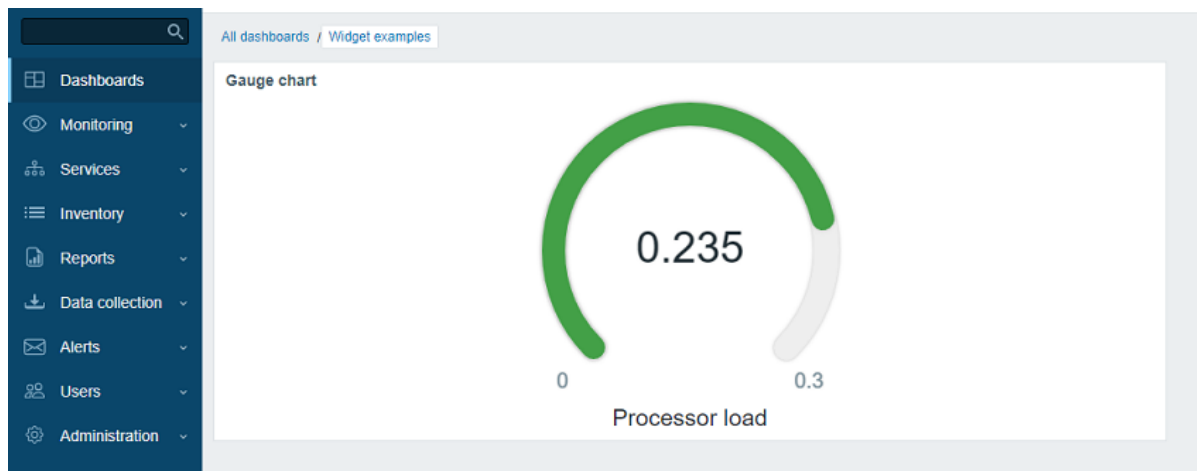 All dashboards / Widget examples
Dashboards
Monitoring
Services
Inventory
Reports
Data collection
Alerts
Users
Administration
Gauge chart
0.235
0 0.3
Processor load